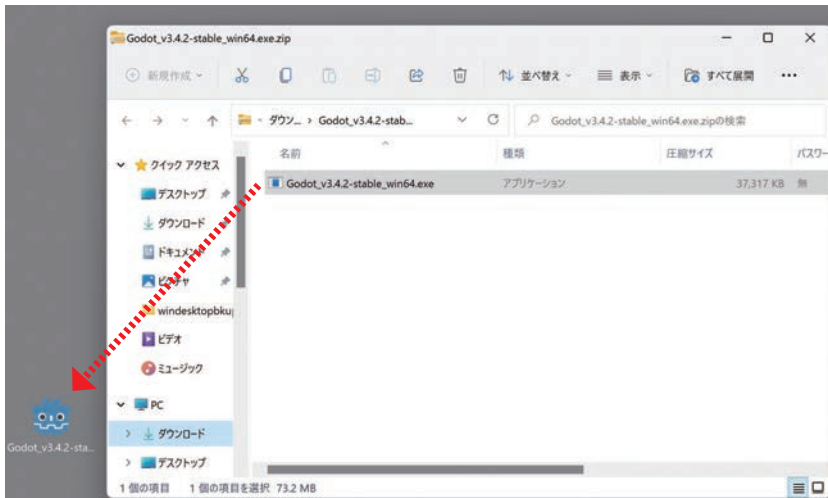 Godot_v3.4.2-stable_win64.exe.zip
新規作成
並べ替え
表示
すべて展開
ダウン... › Godot_v3.4.2-stab...
Godot_v3.4.2-stable_win64.exe.zipの検索
名前 種類 圧縮サイズ パスワー
クイック アクセス
Godot_v3.4.2-stable_win64.exe アプリケーション 37,317 KB 無
デスクトップ
ダウンロード
ドキュメント
ピクチャ
windesktopbku
ビデオ
ミュージック
PC
Godot_v3.4.2-sta...
ダウンロード
デスクトップ
1 個の項目 1 個の項目を選択 73.2 MB